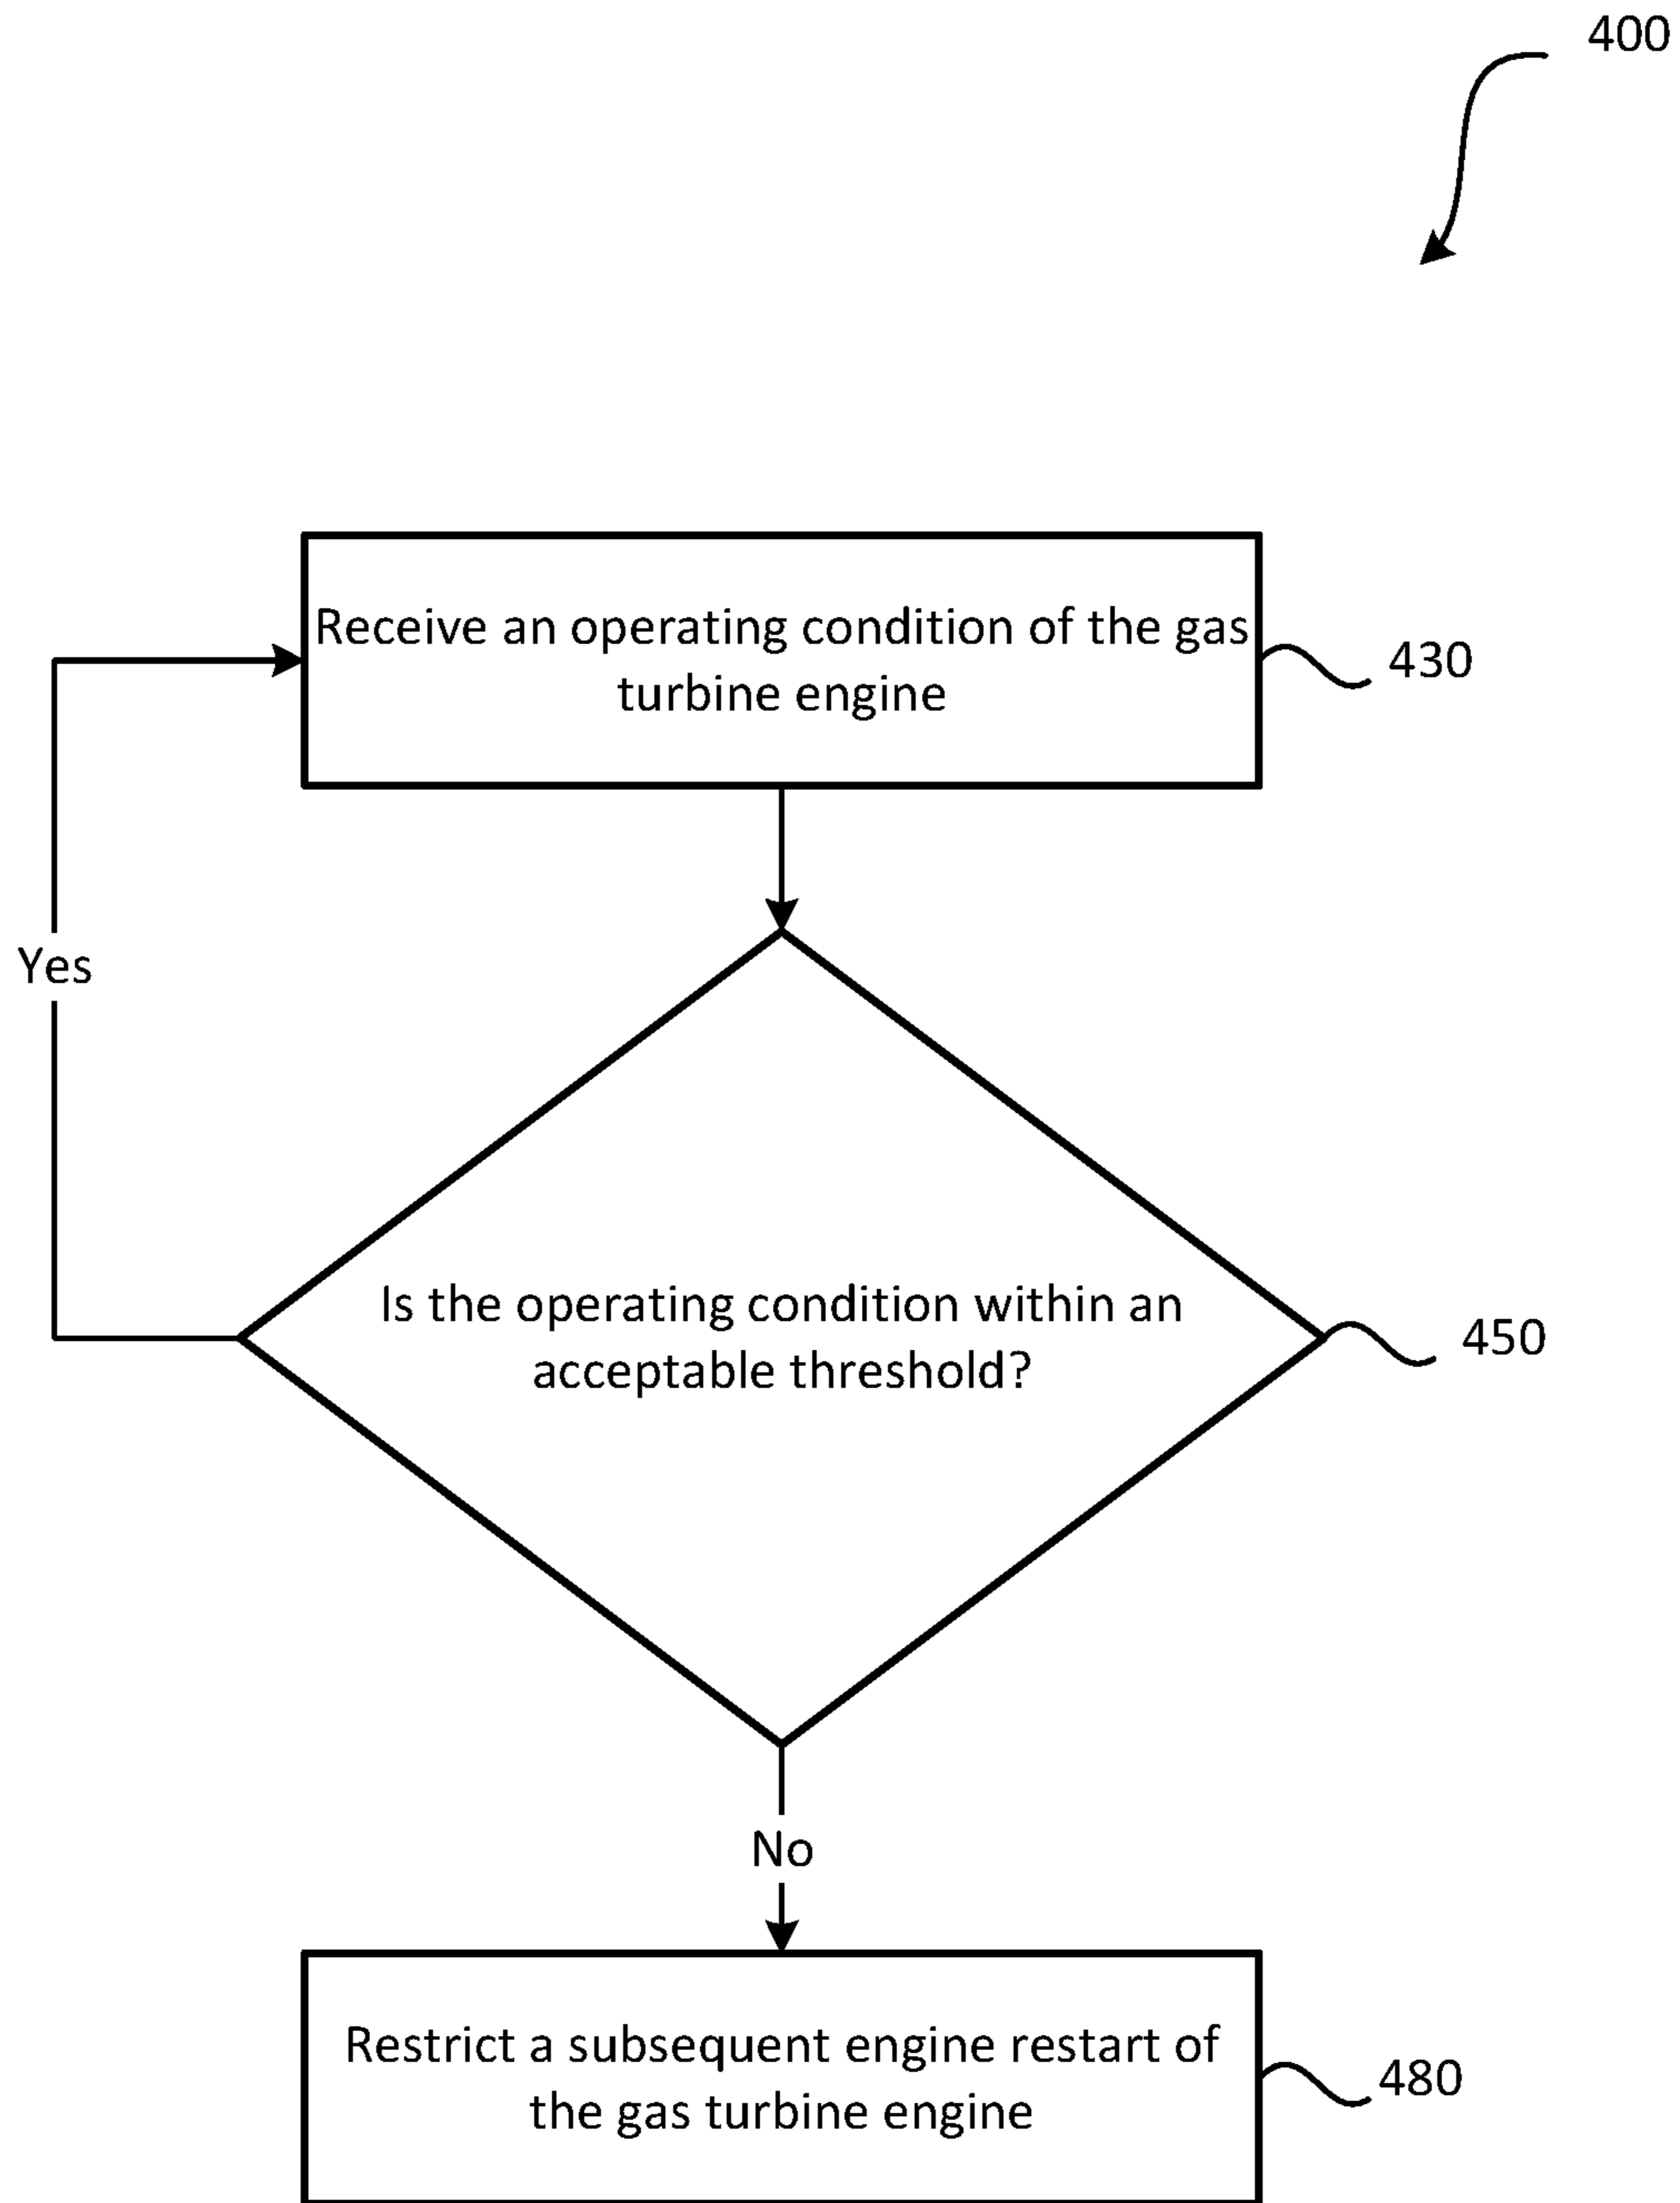 400
Receive an operating condition of the gas
turbine engine
430
Yes
Is the operating condition within an
acceptable threshold?
450
No
Restrict a subsequent engine restart of
the gas turbine engine
480